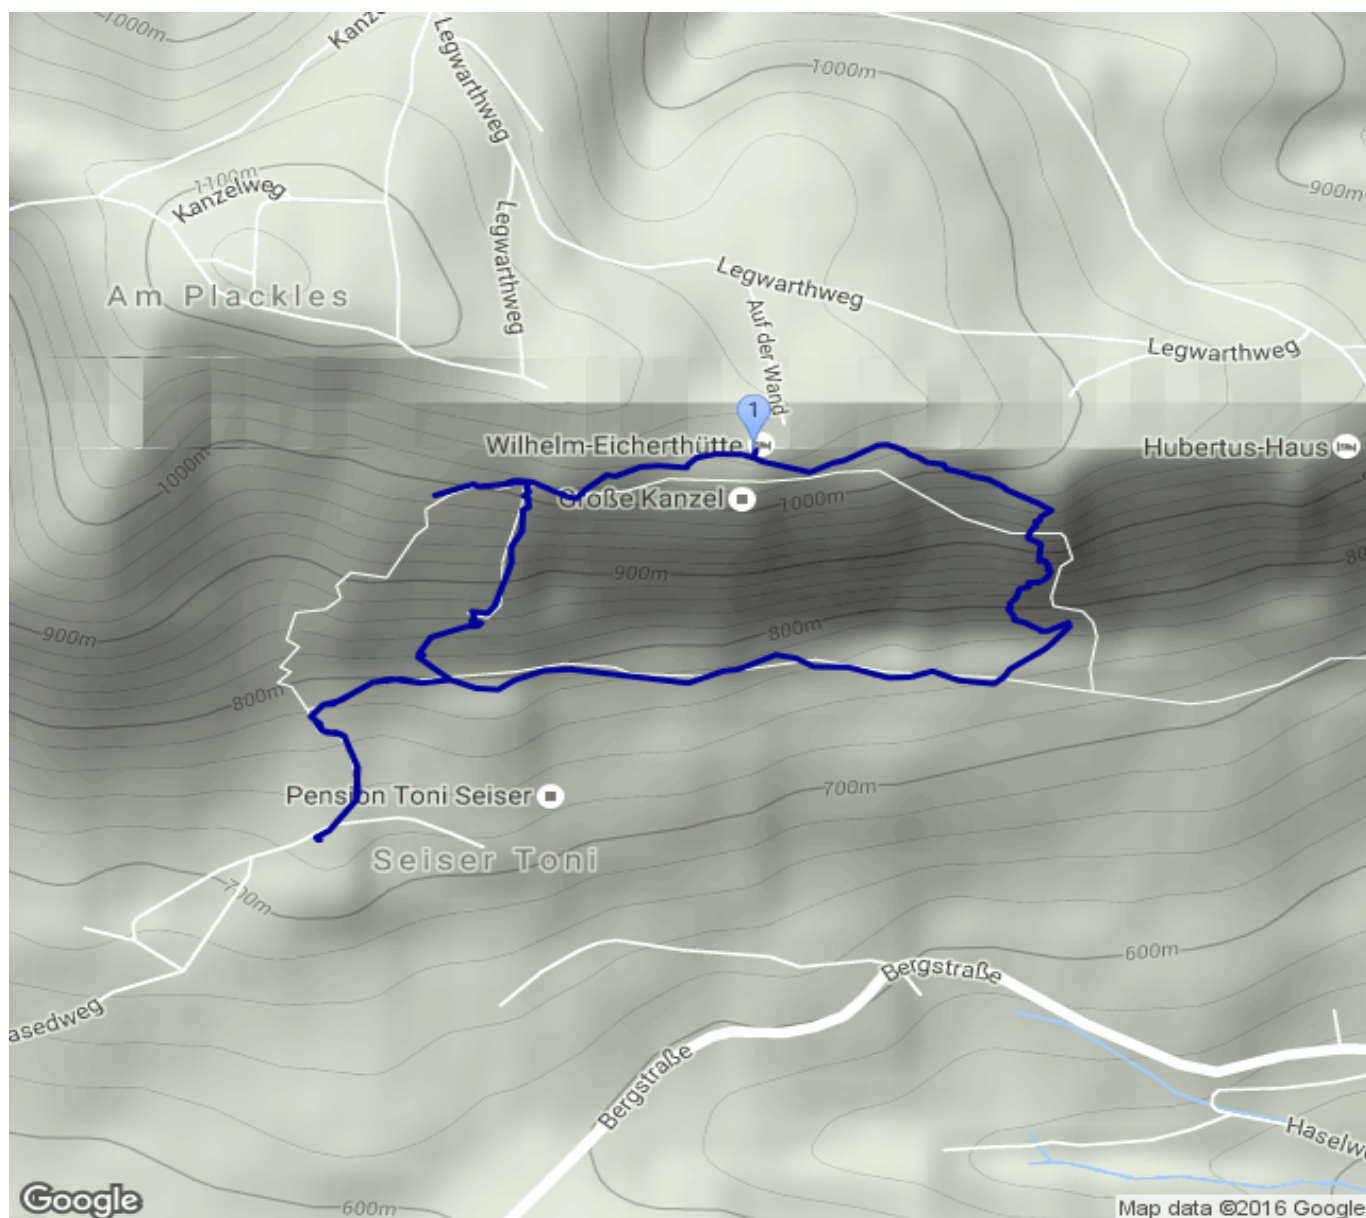 1000m
Kanze
Legwarthweg
1000m
1100m
Kanzelweg
900m
Legwarthweg
Legwarthweg
Am Plackles
Auf der Wand
Legwarthweg
1
Wilhelm-Eicherthütte
Hubertus-Haus
1000m
Große Kanzel
1000m
900m
80
900m
800m
800m
Pension Toni Seiser
700m
Seiser Toni
700m
600m
Bergstraße
asedweg
Bergstraße
Haselwe
Google
600m
Map data ©2016 Google